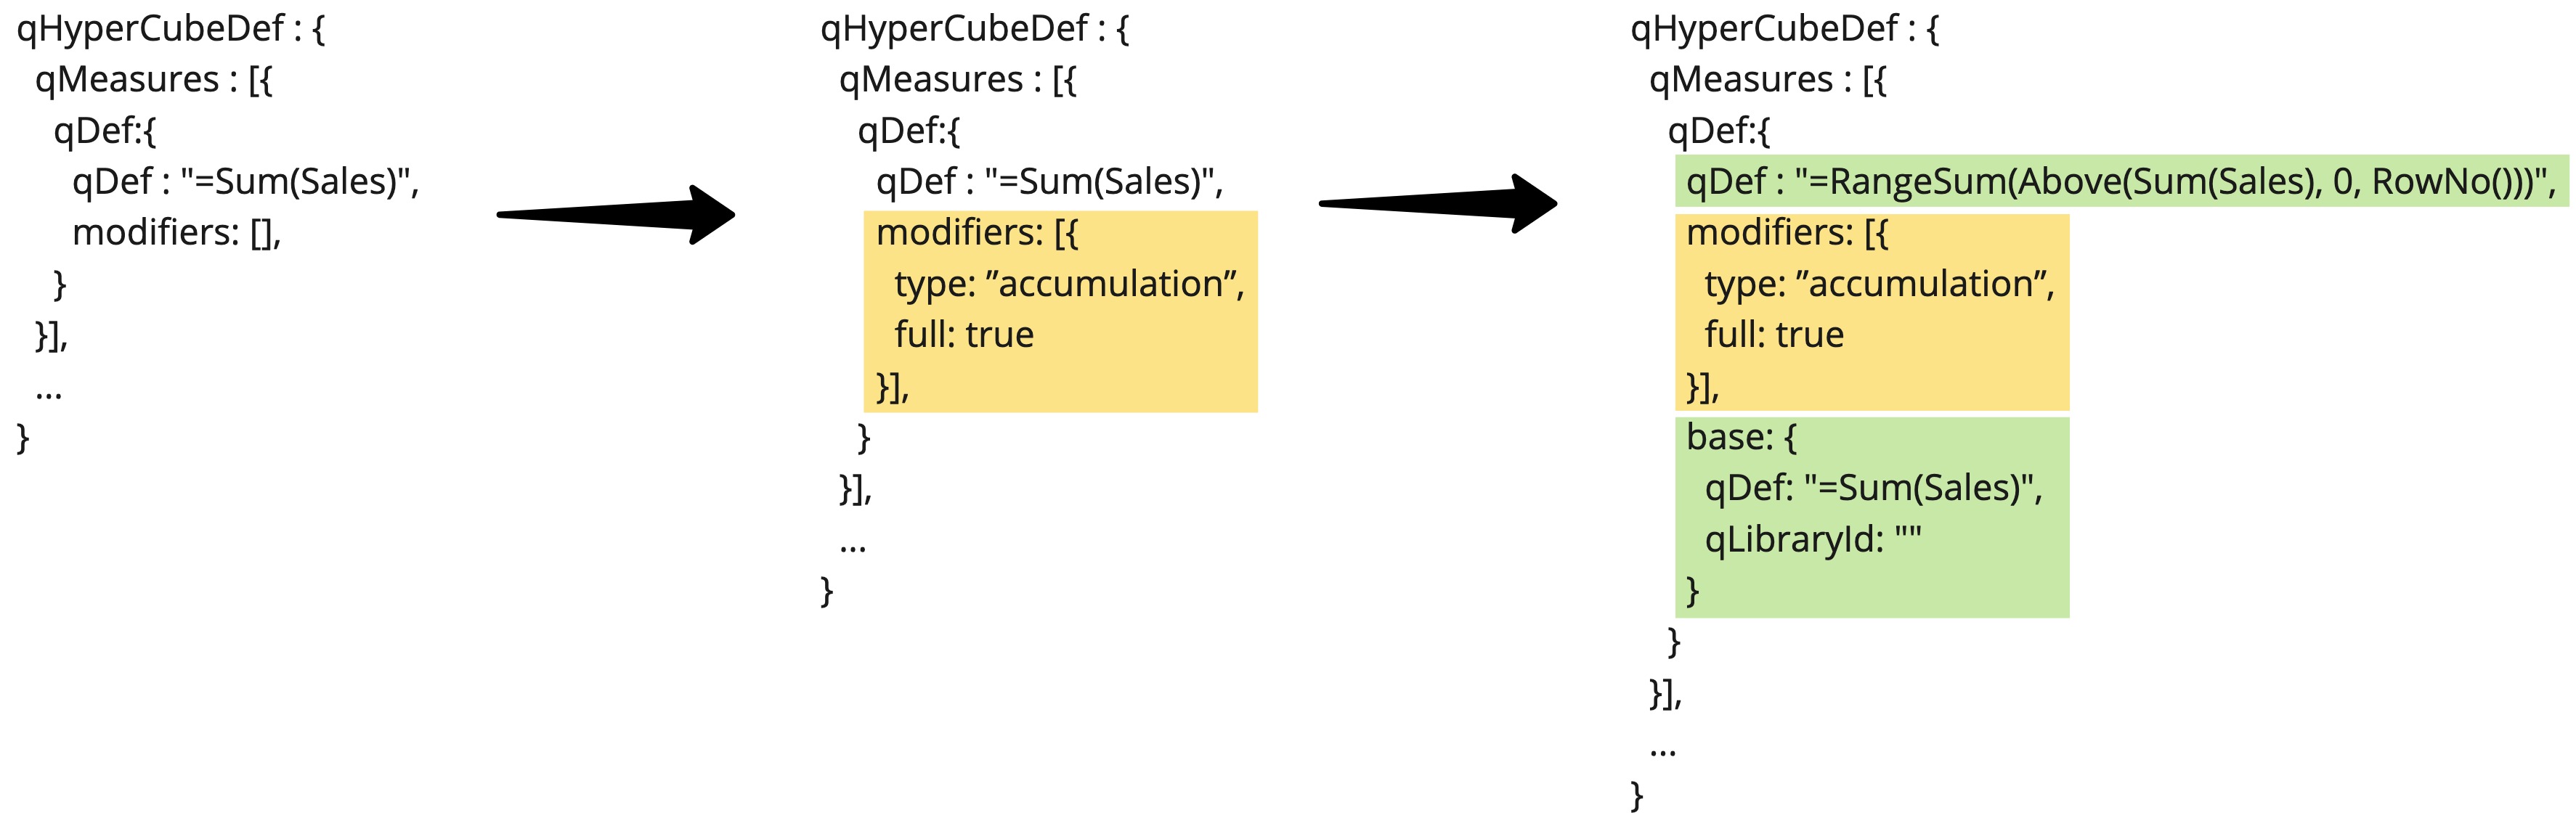 qHyperCubeDef : {
qMeasures : [{
qDef:{
qDef : "=Sum(Sales)",
modifiers: [],
}
}],
...
}
qHyperCubeDef : {
qMeasures : [{
qDef:{
qDef : "=Sum(Sales)",
modifiers: [{
type: ”accumulation”,
full: true
}],
}
}],
...
}
qHyperCubeDef : {
qMeasures : [{
qDef:{
qDef : "=RangeSum(Above(Sum(Sales), 0, RowNo()))",
modifiers: [{
type: ”accumulation”,
full: true
}],
base: {
qDef: "=Sum(Sales)",
qLibraryId: ""
}
}
}],
...
}